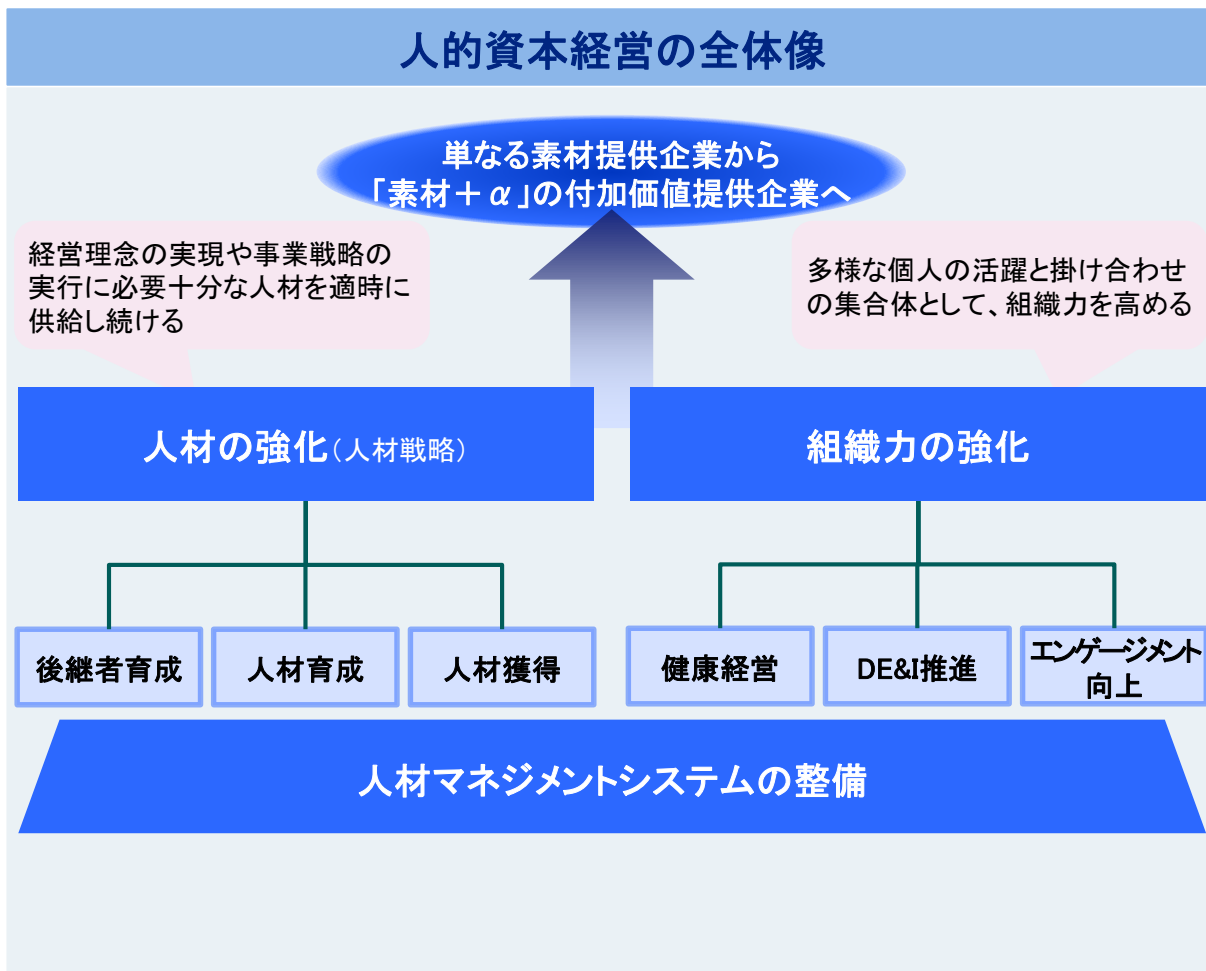 人的資本経営の全体像
単なる素材提供企業から
「素材＋α」の付加価値提供企業へ
経営理念の実現や事業戦略の
実行に必要十分な人材を適時に
供給し続ける
多様な個人の活躍と掛け合わせ
の集合体として、組織力を高める
人材の強化（人材戦略）
組織力の強化
後継者育成
人材育成
人材獲得
健康経営
DE&I推進
エンゲージメント
向上
人材マネジメントシステムの整備